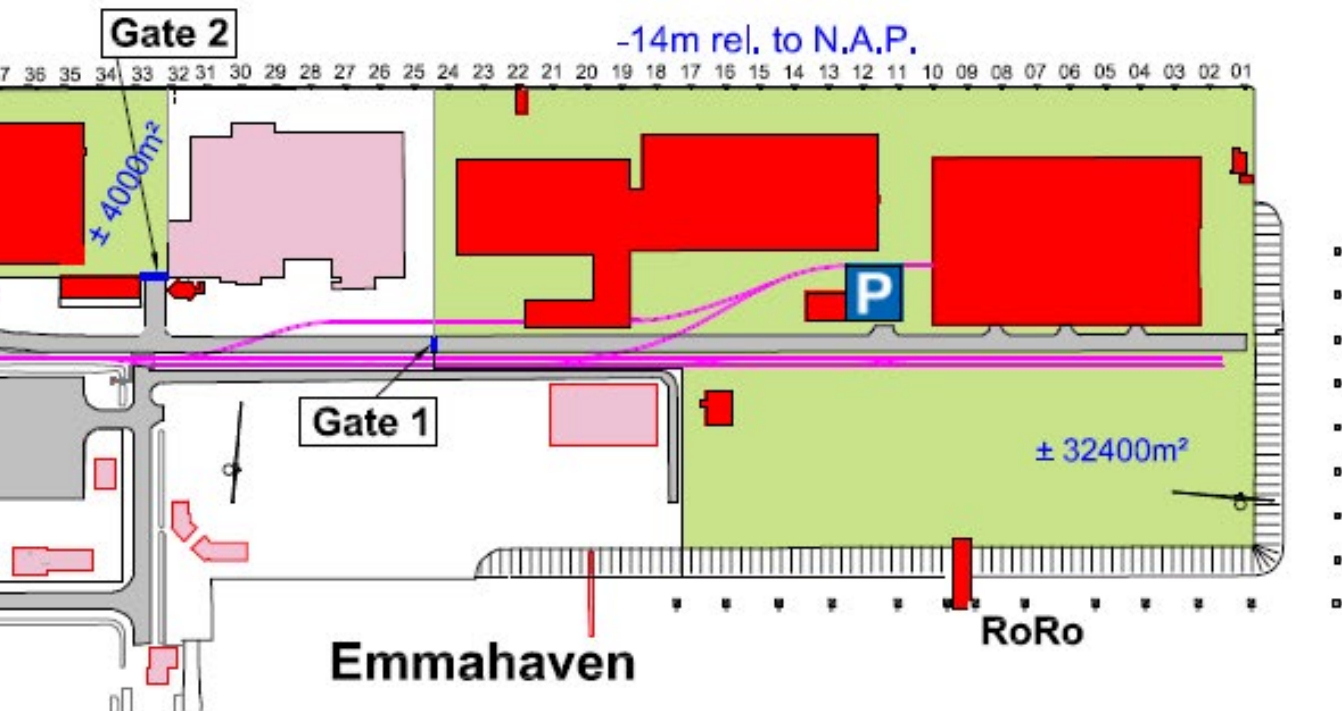 Gate 2
-14m rel. to N.A.P.
7 36 35 34 33 32 31 30 29 28 27 26 25 24 23 22 21 20 19 18 17 16 15 14 13 12 11 10 09 08 07 06 05 04 03 02 01
± 4000m²
P
Gate 1
± 32400m²
RoRo
Emmahaven